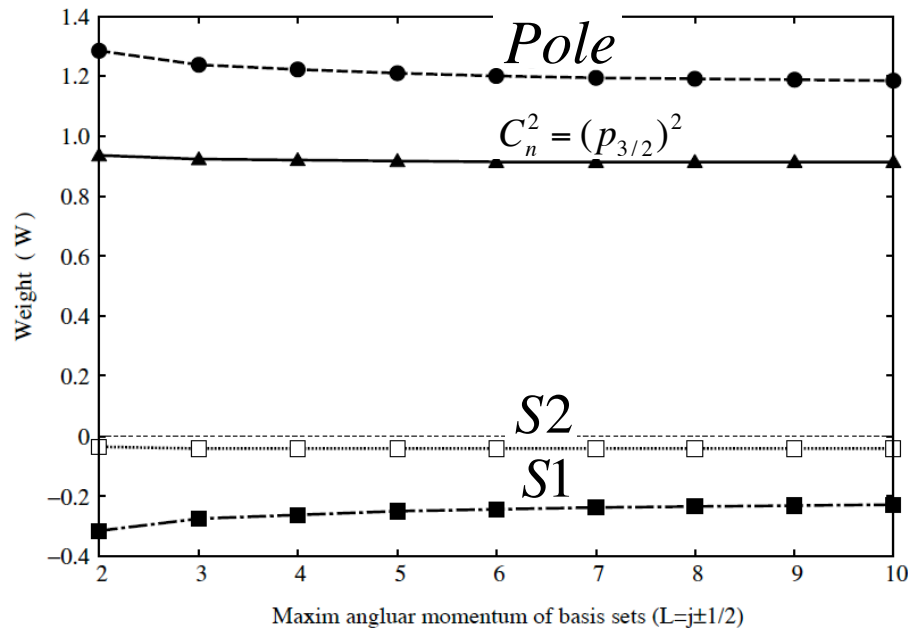 1.4
Pole
1.2
C_n^2 = (p_{3/2})^2
1.0
0.8
0.6
0.4
0.2
S2
0
S1
−0.2
−0.4
Weight ( W )
2 3 4 5 6 7 8 9 10
Maxim angluar momentum of basis sets (L=j±1/2)